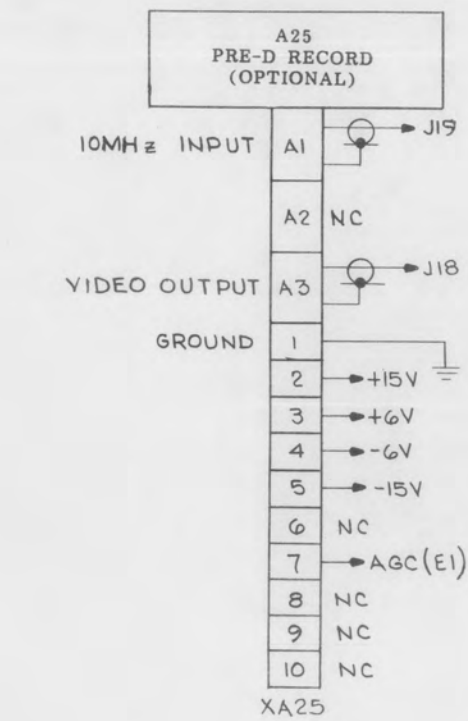 A25
PRE-D RECORD
(OPTIONAL)
10MHz INPUT A1 J19
A2 NC
VIDEO OUTPUT A3 J18
GROUND 1
2 +15V
3 +6V
4 -6V
5 -15V
6 NC
7 AGC(E1)
8 NC
9 NC
10 NC
XA25